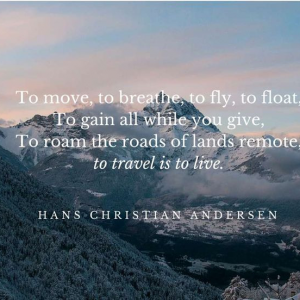 To move, to breathe, to fly, to float,
To gain all while you give,
To roam the roads of lands remote,
to travel is to live.
HANS CHRISTIAN ANDERSEN